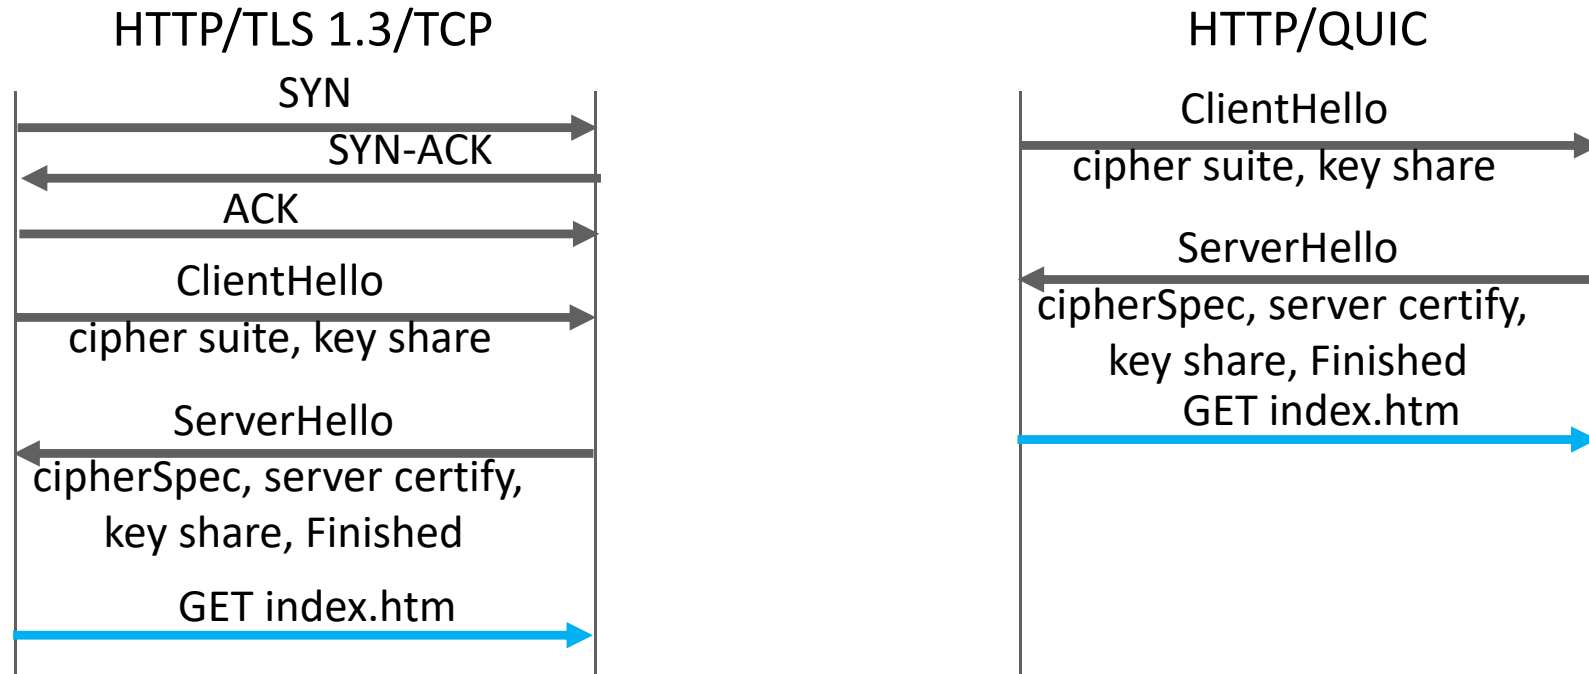 HTTP/TLS 1.3/TCP
SYN
SYN-ACK
ACK
ClientHello
cipher suite, key share
ServerHello
cipherSpec, server certify,
key share, Finished
GET index.htm
HTTP/QUIC
ClientHello
cipher suite, key share
ServerHello
cipherSpec, server certify,
key share, Finished
GET index.htm